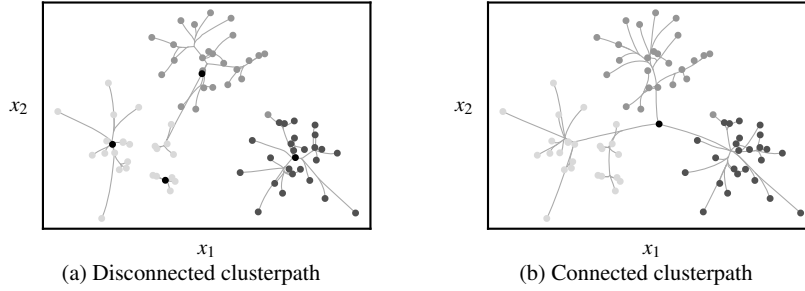 x₂
x₁
(a) Disconnected clusterpath
x₂
x₁
(b) Connected clusterpath